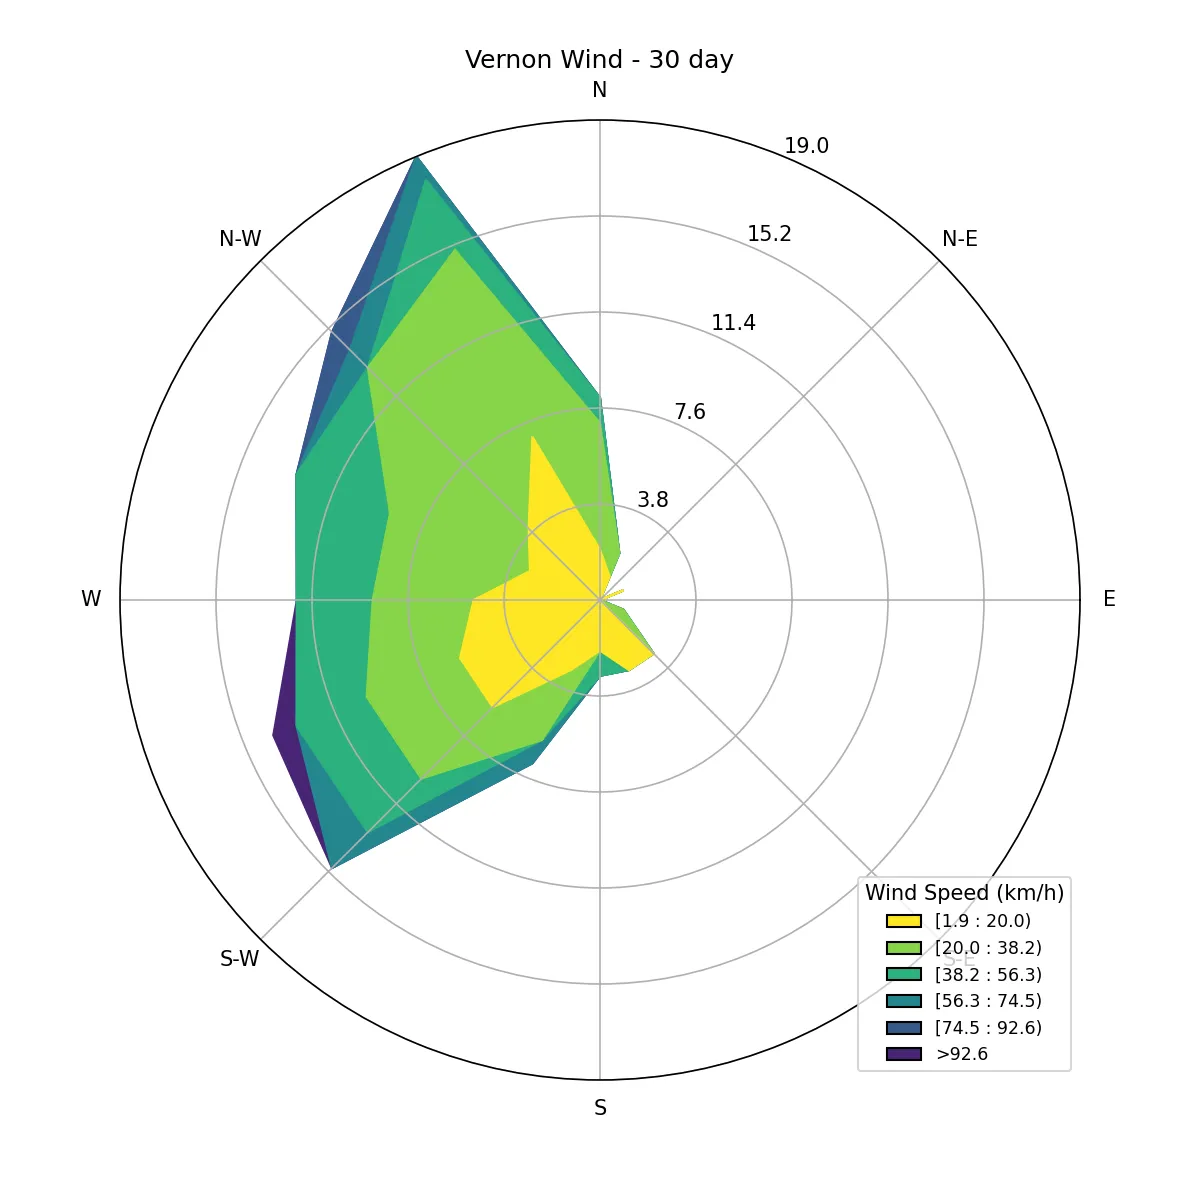 Vernon Wind - 30 day
N
19.0
15.2
N-W
N-E
11.4
7.6
3.8
W
E
Wind Speed (km/h)
[1.9 : 20.0)
[20.0 : 38.2)
S-W
S-E
[38.2 : 56.3)
[56.3 : 74.5)
[74.5 : 92.6)
>92.6
S